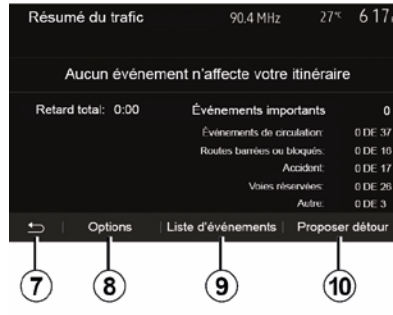 Résumé du trafic 90.4 MHz 27°C 617
Aucun événement n'affecte votre itinéraire
Retard total: 0:00 Événements importants 0
Événements de circulation: 0 DE 37
Routes barrées ou bloqués: 0 DE 16
Accident: 0 DE 17
Voies réservées: 0 DE 26
Autre: 0 DE 3
Options Liste d'événements Proposer détour
7 8 9 10